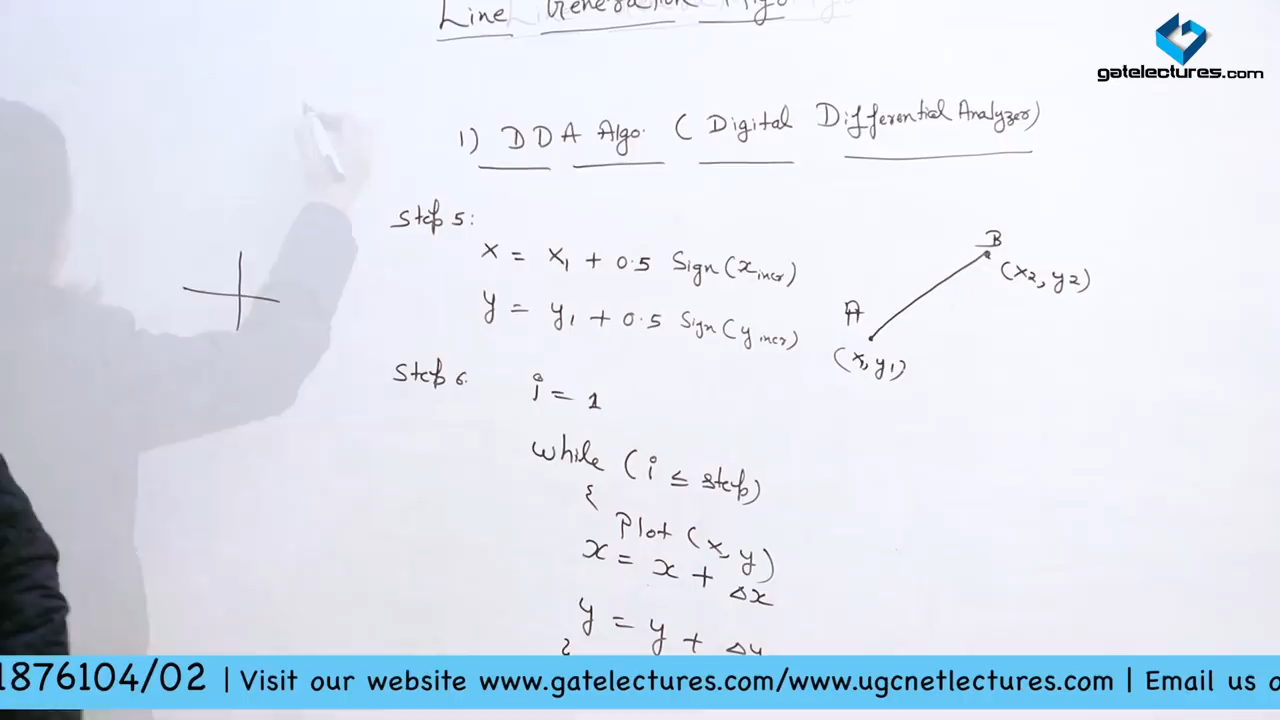 Line Generation Algo
gatelectures.com
1) DDA Algo. ( Digital Differential Analyzer)
Step 5:
x = x1 + 0.5 Sign(xincr)
y = y1 + 0.5 Sign(yincr)
B
(x2, y2)
A
(x, y1)
Step 6.
i = 1
while (i ≤ step)
{
Plot (x, y)
x = x + Δx
y = y + Δy
1876104/02 | Visit our website www.gatelectures.com/www.ugcnetlectures.com | Email us